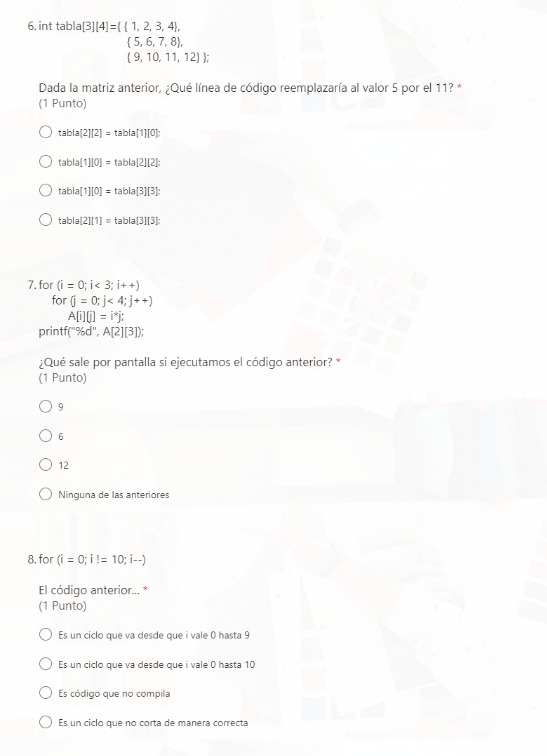 6. int tabla[3][4]={ { 1, 2, 3, 4},
{ 5, 6, 7, 8},
{ 9, 10, 11, 12} };
Dada la matriz anterior, ¿Qué línea de código reemplazaría al valor 5 por el 11? *
(1 Punto)
tabla[2][2] = tabla[1][0];
tabla[1][0] = tabla[2][2];
tabla[1][0] = tabla[3][3];
tabla[2][1] = tabla[3][3];
7. for (i = 0; i< 3; i++)
for (j = 0; j< 4; j++)
A[i][j] = i*j;
printf("%d", A[2][3]);
¿Qué sale por pantalla si ejecutamos el código anterior? *
(1 Punto)
9
6
12
Ninguna de las anteriores
8. for (i = 0; i != 10; i--)
El código anterior... *
(1 Punto)
Es un ciclo que va desde que i vale 0 hasta 9
Es un ciclo que va desde que i vale 0 hasta 10
Es código que no compila
Es un ciclo que no corta de manera correcta